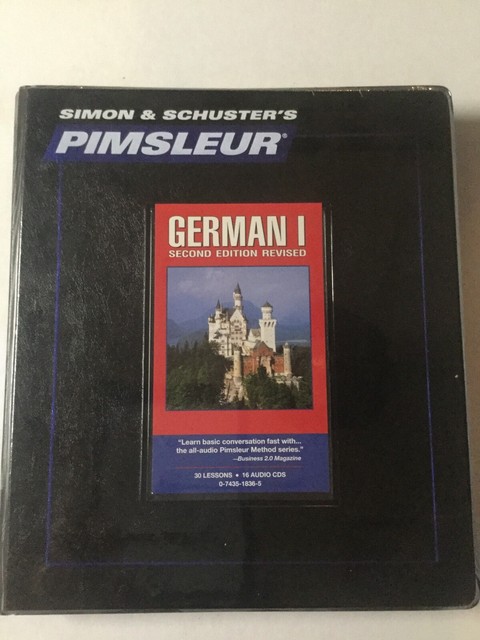 SIMON & SCHUSTER'S
PIMSLEUR®
GERMAN I
SECOND EDITION REVISED
"Learn basic conversation fast with...
the all-audio Pimsleur Method series."
--Business 2.0 Magazine
30 LESSONS • 16 AUDIO CDS
0-7435-1836-5